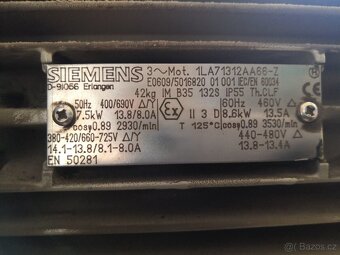 SIEMENS 3~Mot. 1LA71312AA66-Z
D-91056 Erlangen E0609/5016820 01 001 IEC/EN 60034
42kg IM B35 132S IP55 Th.Cl.F
50Hz 400/690V Δ/Y 60Hz 460V Δ
7.5kW 13.8/8.0A Ex II 3 D 8.6kW 13.5A
cosφ0.89 2930/min T 125°C cosφ0.89 3530/min
380-420/660-725V Δ/Y 440-480V Δ
14.1-13.8/8.1-8.0A 13.8-13.4A
EN 50281
CE
bazos.cz